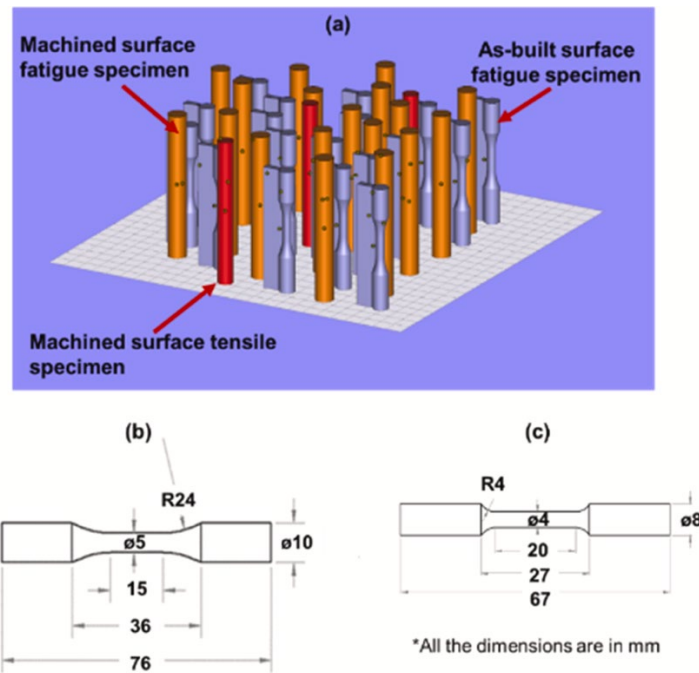 (a)
Machined surface
fatigue specimen
As-built surface
fatigue specimen
Machined surface tensile
specimen
(b)
(c)
R24
ø5
ø10
15
36
76
R4
ø4
ø8
20
27
67
*All the dimensions are in mm